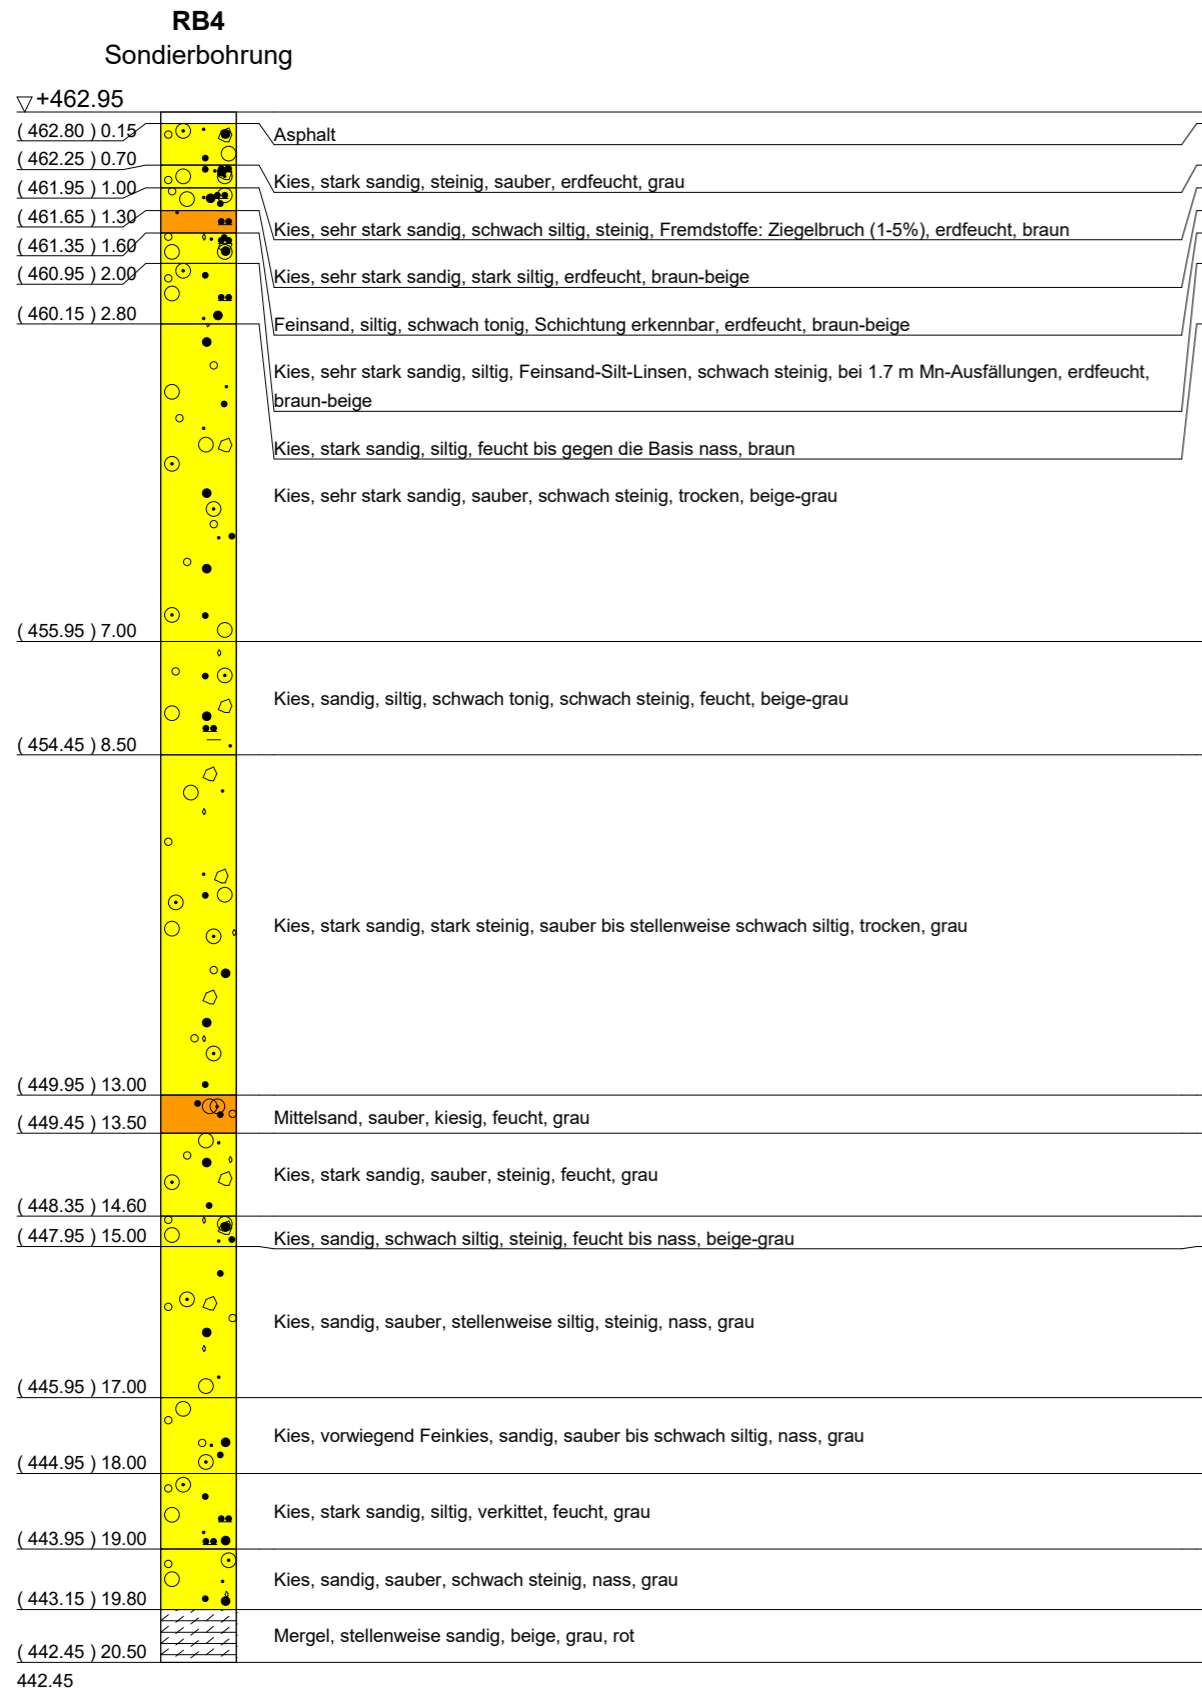 RB4
Sondierbohrung
+462.95
( 462.80 ) 0.15
Asphalt
( 462.25 ) 0.70
Kies, stark sandig, steinig, sauber, erdfeucht, grau
( 461.95 ) 1.00
Kies, sehr stark sandig, schwach siltig, steinig, Fremdstoffe: Ziegelbruch (1-5%), erdfeucht, braun
( 461.65 ) 1.30
Kies, sehr stark sandig, stark siltig, erdfeucht, braun-beige
( 461.35 ) 1.60
Feinsand, siltig, schwach tonig, Schichtung erkennbar, erdfeucht, braun-beige
( 460.95 ) 2.00
Kies, sehr stark sandig, siltig, Feinsand-Silt-Linsen, schwach steinig, bei 1.7 m Mn-Ausfällungen, erdfeucht,
braun-beige
( 460.15 ) 2.80
Kies, stark sandig, siltig, feucht bis gegen die Basis nass, braun
Kies, sehr stark sandig, sauber, schwach steinig, trocken, beige-grau
( 455.95 ) 7.00
Kies, sandig, siltig, schwach tonig, schwach steinig, feucht, beige-grau
( 454.45 ) 8.50
Kies, stark sandig, stark steinig, sauber bis stellenweise schwach siltig, trocken, grau
( 449.95 ) 13.00
Mittelsand, sauber, kiesig, feucht, grau
( 449.45 ) 13.50
Kies, stark sandig, sauber, steinig, feucht, grau
( 448.35 ) 14.60
Kies, sandig, schwach siltig, steinig, feucht bis nass, beige-grau
( 447.95 ) 15.00
Kies, sandig, sauber, stellenweise siltig, steinig, nass, grau
( 445.95 ) 17.00
Kies, vorwiegend Feinkies, sandig, sauber bis schwach siltig, nass, grau
( 444.95 ) 18.00
Kies, stark sandig, siltig, verkittet, feucht, grau
( 443.95 ) 19.00
Kies, sandig, sauber, schwach steinig, nass, grau
( 443.15 ) 19.80
Mergel, stellenweise sandig, beige, grau, rot
( 442.45 ) 20.50
442.45